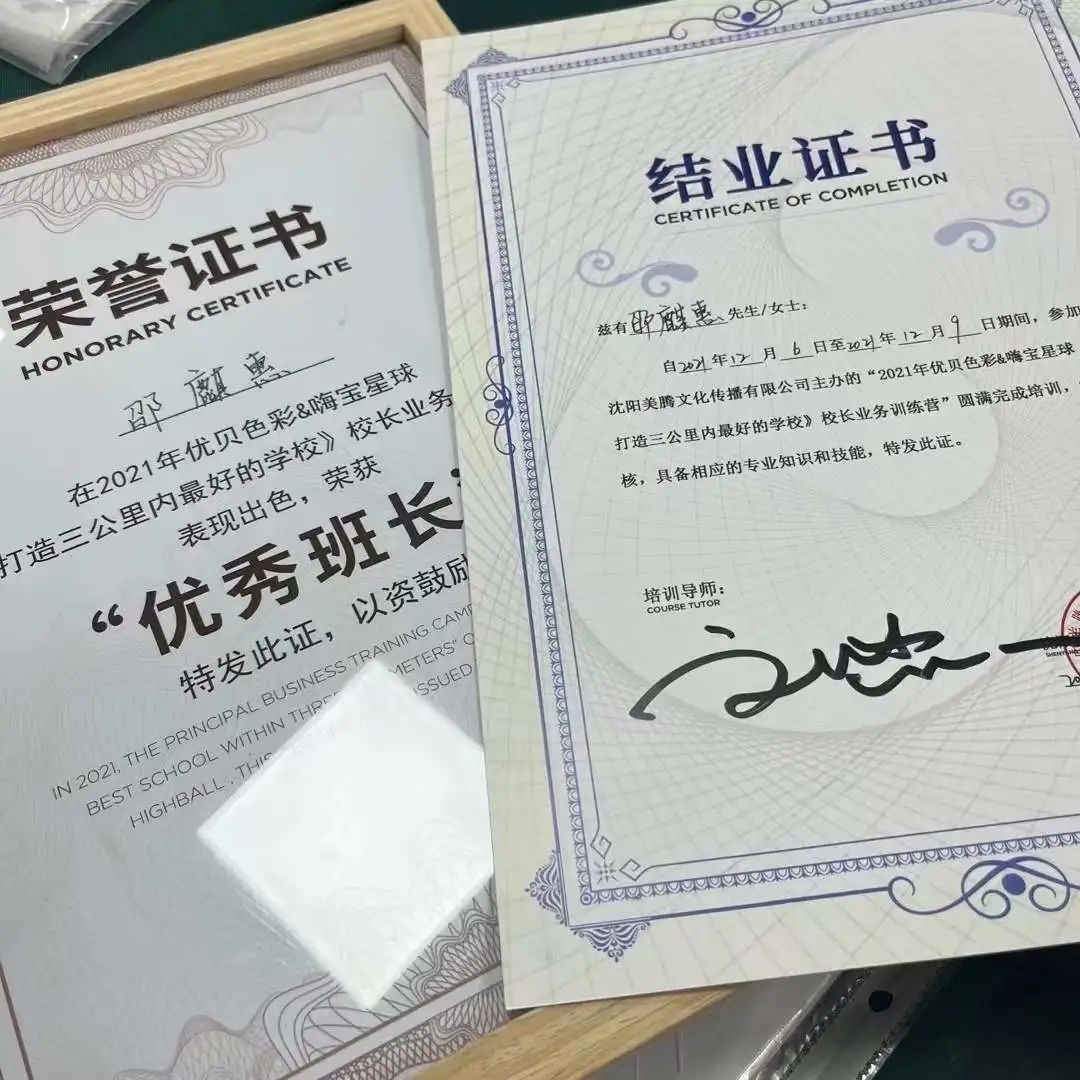 荣誉证书
HONORARY CERTIFICATE
邵麒惠
在2021年优贝色彩&嗨宝星球
打造三公里内最好的学校》校长业务
表现出色，荣获
“优秀班长”
特发此证，以资鼓励
IN 2021, THE PRINCIPAL BUSINESS TRAINING CAMP
BEST SCHOOL WITHIN THREE METERS" O
HIGHBALL , THIS ISSUED
结业证书
CERTIFICATE OF COMPLETION
兹有邵麒惠先生/女士：
自2021年12月6日至2021年12月9日期间，参加
沈阳美腾文化传播有限公司主办的“2021年优贝色彩&嗨宝星球
打造三公里内最好的学校》校长业务训练营”圆满完成培训，
核，具备相应的专业知识和技能，特发此证。
培训导师：
COURSE TUTOR